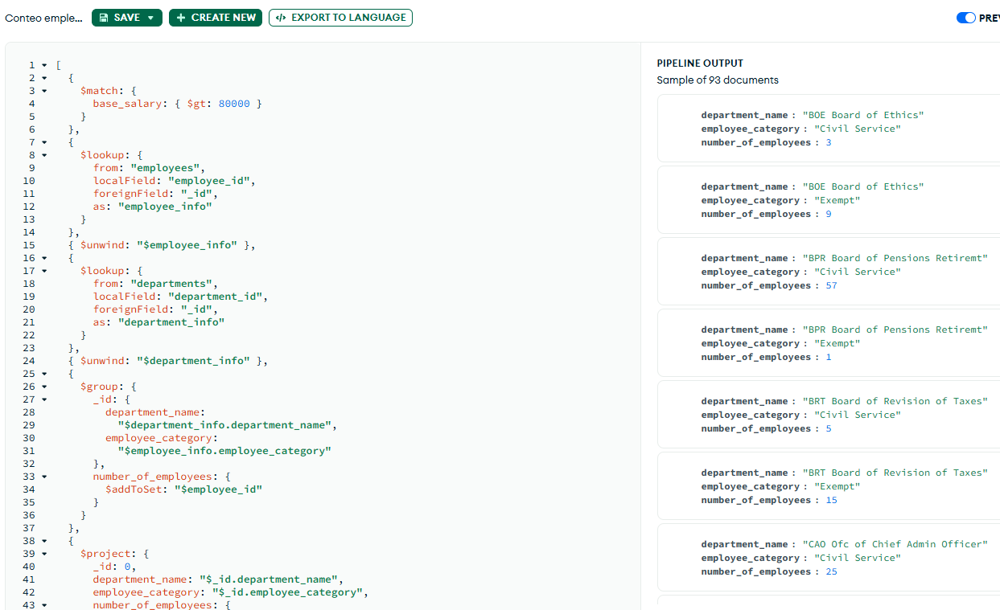 Conteo emple...
SAVE
CREATE NEW
EXPORT TO LANGUAGE
1 [
2 {
3 $match: {
4 base_salary: { $gt: 80000 }
5 }
6 },
7 {
8 $lookup: {
9 from: "employees",
10 localField: "employee_id",
11 foreignField: "_id",
12 as: "employee_info"
13 }
14 },
15 { $unwind: "$employee_info" },
16 {
17 $lookup: {
18 from: "departments",
19 localField: "department_id",
20 foreignField: "_id",
21 as: "department_info"
22 }
23 },
24 { $unwind: "$department_info" },
25 {
26 $group: {
27 _id: {
28 department_name:
29 "$department_info.department_name",
30 employee_category:
31 "$employee_info.employee_category"
32 },
33 number_of_employees: {
34 $addToSet: "$employee_id"
35 }
36 }
37 },
38 {
39 $project: {
40 _id: 0,
41 department_name: "$_id.department_name",
42 employee_category: "$_id.employee_category",
43 number_of_employees: {
PREV
PIPELINE OUTPUT
Sample of 93 documents
department_name : "BOE Board of Ethics"
employee_category : "Civil Service"
number_of_employees : 3
department_name : "BOE Board of Ethics"
employee_category : "Exempt"
number_of_employees : 9
department_name : "BPR Board of Pensions Retiremt"
employee_category : "Civil Service"
number_of_employees : 57
department_name : "BPR Board of Pensions Retiremt"
employee_category : "Exempt"
number_of_employees : 1
department_name : "BRT Board of Revision of Taxes"
employee_category : "Civil Service"
number_of_employees : 5
department_name : "BRT Board of Revision of Taxes"
employee_category : "Exempt"
number_of_employees : 15
department_name : "CAO Ofc of Chief Admin Officer"
employee_category : "Civil Service"
number_of_employees : 25